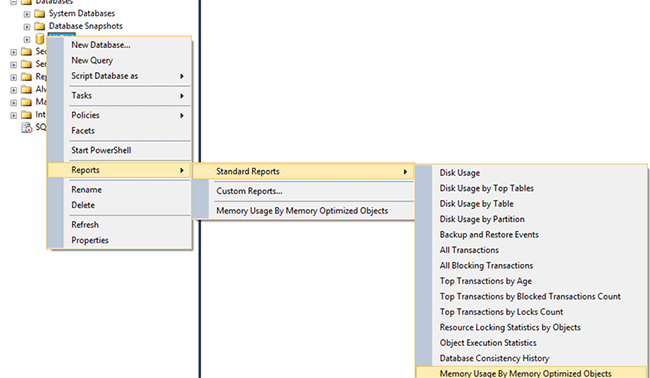 Databases
System Databases
Database Snapshots
New Database...
New Query
Script Database as
Tasks
Policies
Facets
Start PowerShell
Reports
Rename
Delete
Refresh
Properties
Sec
Ser
Rep
Alw
Ma
Int
SQ
Standard Reports
Custom Reports...
Memory Usage By Memory Optimized Objects
Disk Usage
Disk Usage by Top Tables
Disk Usage by Table
Disk Usage by Partition
Backup and Restore Events
All Transactions
All Blocking Transactions
Top Transactions by Age
Top Transactions by Blocked Transactions Count
Top Transactions by Locks Count
Resource Locking Statistics by Objects
Object Execution Statistics
Database Consistency History
Memory Usage By Memory Optimized Objects